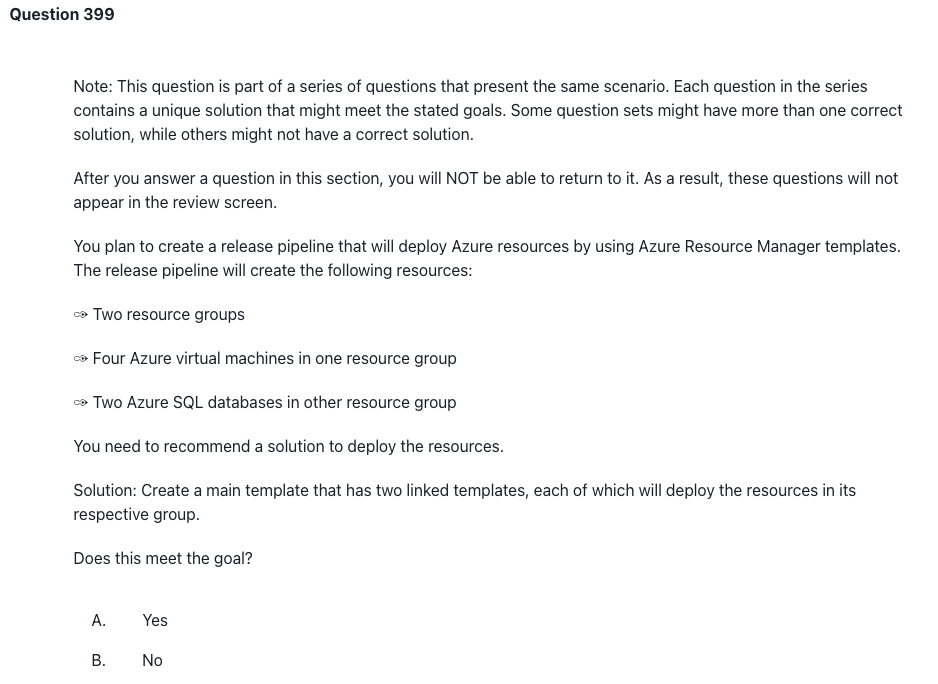 Question 399
Note: This question is part of a series of questions that present the same scenario. Each question in the series
contains a unique solution that might meet the stated goals. Some question sets might have more than one correct
solution, while others might not have a correct solution.
After you answer a question in this section, you will NOT be able to return to it. As a result, these questions will not
appear in the review screen.
You plan to create a release pipeline that will deploy Azure resources by using Azure Resource Manager templates.
The release pipeline will create the following resources:
Two resource groups
Four Azure virtual machines in one resource group
Two Azure SQL databases in other resource group
You need to recommend a solution to deploy the resources.
Solution: Create a main template that has two linked templates, each of which will deploy the resources in its
respective group.
Does this meet the goal?
A. Yes
B. No